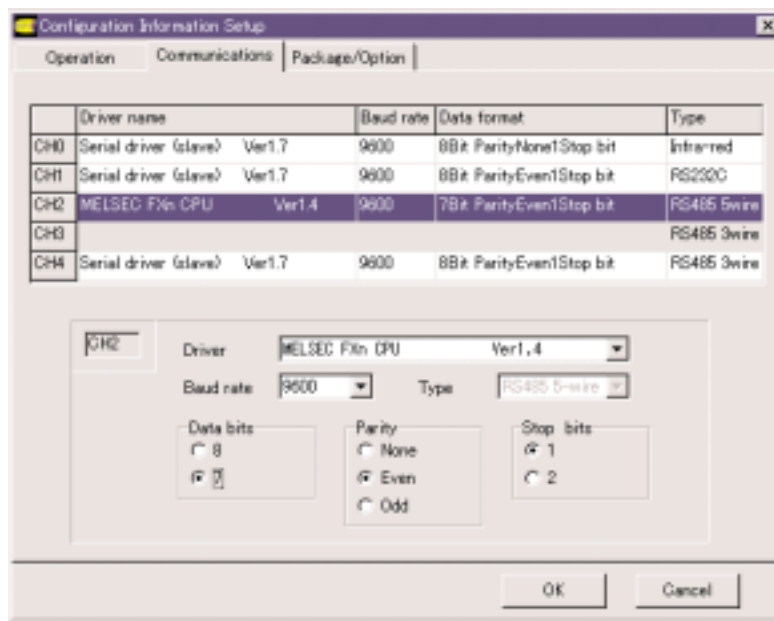 Configuration Information Setup
Operation Communications Package/Option
Driver name Baud rate Data format Type
CH0 Serial driver (slave) Ver1.7 9600 8Bit ParityNone1Stop bit Infra-red
CH1 Serial driver (slave) Ver1.7 9600 8Bit ParityEven1Stop bit RS232C
CH2 MELSEC FXn CPU Ver1.4 9600 7Bit ParityEven1Stop bit RS485 5wire
CH3 RS485 3wire
CH4 Serial driver (slave) Ver1.7 9600 8Bit ParityEven1Stop bit RS485 3wire
CH2
Driver MELSEC FXn CPU Ver1.4
Baud rate 9600 Type RS485 5-wire
Data bits Parity Stop bits
8 None 1
7 Even 2
Odd
OK Cancel